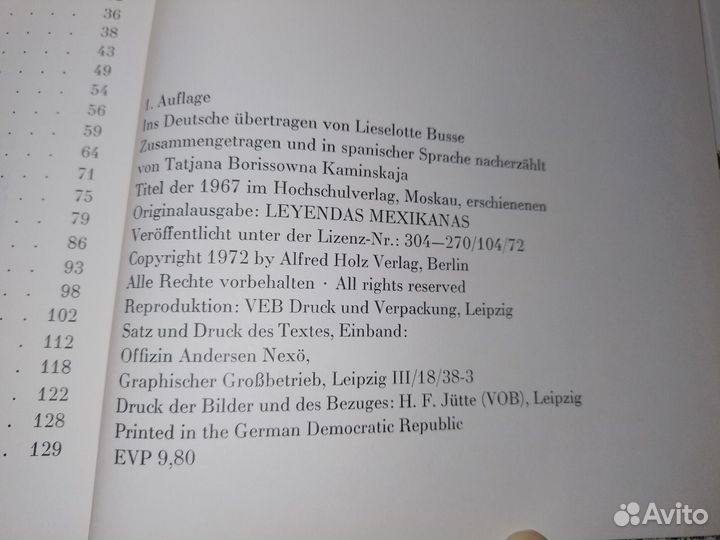 36
38
43
49
54
56
59
64
71
75
79
86
93
98
102
112
118
122
128
129
1. Auflage
Ins Deutsche übertragen von Lieselotte Busse
Zusammengetragen und in spanischer Sprache nacherzählt
von Tatjana Borissowna Kaminskaja
Titel der 1967 im Hochschulverlag, Moskau, erschienenen
Originalausgabe: LEYENDAS MEXIKANAS
Veröffentlicht unter der Lizenz-Nr.: 304—270/104/72
Copyright 1972 by Alfred Holz Verlag, Berlin
Alle Rechte vorbehalten · All rights reserved
Reproduktion: VEB Druck und Verpackung, Leipzig
Satz und Druck des Textes, Einband:
Offizin Andersen Nexö,
Graphischer Großbetrieb, Leipzig III/18/38-3
Druck der Bilder und des Bezuges: H. F. Jütte (VOB), Leipzig
Printed in the German Democratic Republic
EVP 9,80
Avito